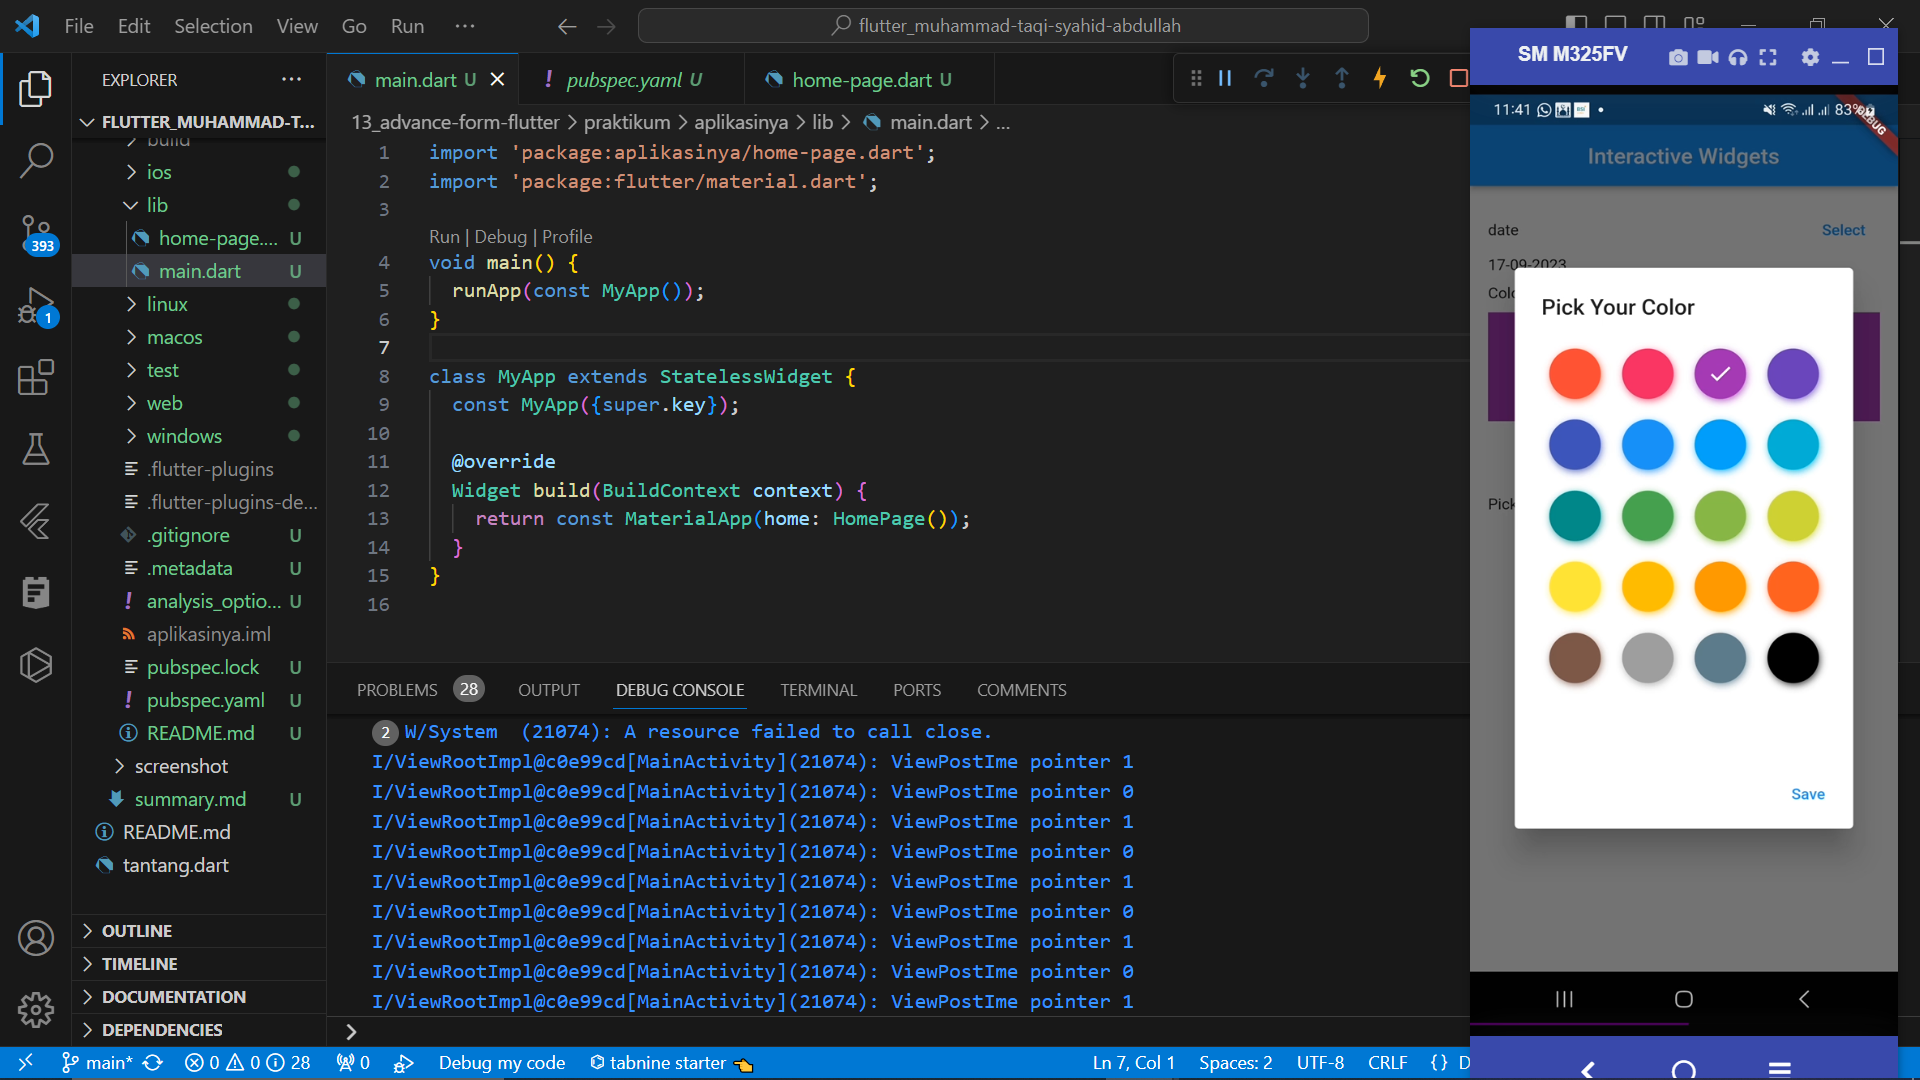 File Edit Selection View Go Run ···
flutter_muhammad-taqi-syahid-abdullah
EXPLORER
FLUTTER_MUHAMMAD-T...
build
ios
lib
home-page.... U
main.dart U
linux
macos
test
web
windows
.flutter-plugins
.flutter-plugins-de...
.gitignore U
.metadata U
analysis_optio... U
aplikasinya.iml
pubspec.lock U
pubspec.yaml U
README.md U
screenshot
summary.md U
README.md
tantang.dart
OUTLINE
TIMELINE
DOCUMENTATION
DEPENDENCIES
393
1
main.dart U
pubspec.yaml U
home-page.dart U
13_advance-form-flutter > praktikum > aplikasinya > lib > main.dart > ...
1 import 'package:aplikasinya/home-page.dart';
2 import 'package:flutter/material.dart';
3
Run | Debug | Profile
4 void main() {
5 runApp(const MyApp());
6 }
7
8 class MyApp extends StatelessWidget {
9 const MyApp({super.key});
10
11 @override
12 Widget build(BuildContext context) {
13 return const MaterialApp(home: HomePage());
14 }
15 }
16
PROBLEMS 28 OUTPUT DEBUG CONSOLE TERMINAL PORTS COMMENTS
2 W/System (21074): A resource failed to call close.
I/ViewRootImpl@c0e99cd[MainActivity](21074): ViewPostIme pointer 1
I/ViewRootImpl@c0e99cd[MainActivity](21074): ViewPostIme pointer 0
I/ViewRootImpl@c0e99cd[MainActivity](21074): ViewPostIme pointer 1
I/ViewRootImpl@c0e99cd[MainActivity](21074): ViewPostIme pointer 0
I/ViewRootImpl@c0e99cd[MainActivity](21074): ViewPostIme pointer 1
I/ViewRootImpl@c0e99cd[MainActivity](21074): ViewPostIme pointer 0
I/ViewRootImpl@c0e99cd[MainActivity](21074): ViewPostIme pointer 1
I/ViewRootImpl@c0e99cd[MainActivity](21074): ViewPostIme pointer 0
I/ViewRootImpl@c0e99cd[MainActivity](21074): ViewPostIme pointer 1
main* 0 0 28 0 Debug my code tabnine starter Ln 7, Col 1 Spaces: 2 UTF-8 CRLF {} D
SM M325FV
11:41 83%
DEBUG
Interactive Widgets
date Select
17-09-2023
Colo
Pick Your Color
Pick
Save